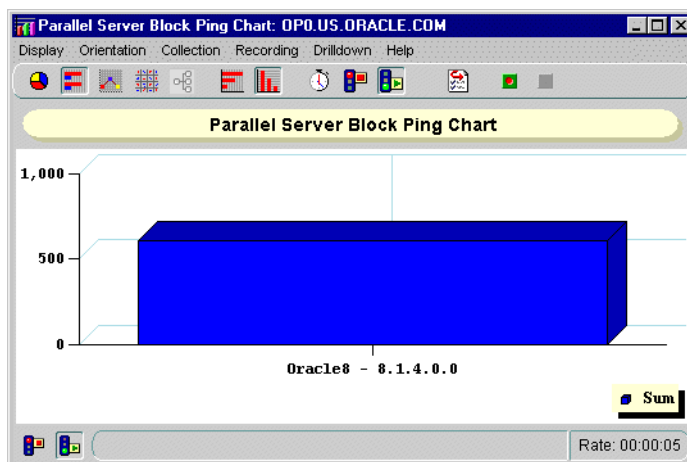 Parallel Server Block Ping Chart: OP0.US.ORACLE.COM
Display Orientation Collection Recording Drilldown Help
Parallel Server Block Ping Chart
1,000
500
0
Oracle8 - 8.1.4.0.0
Sum
Rate: 00:00:05